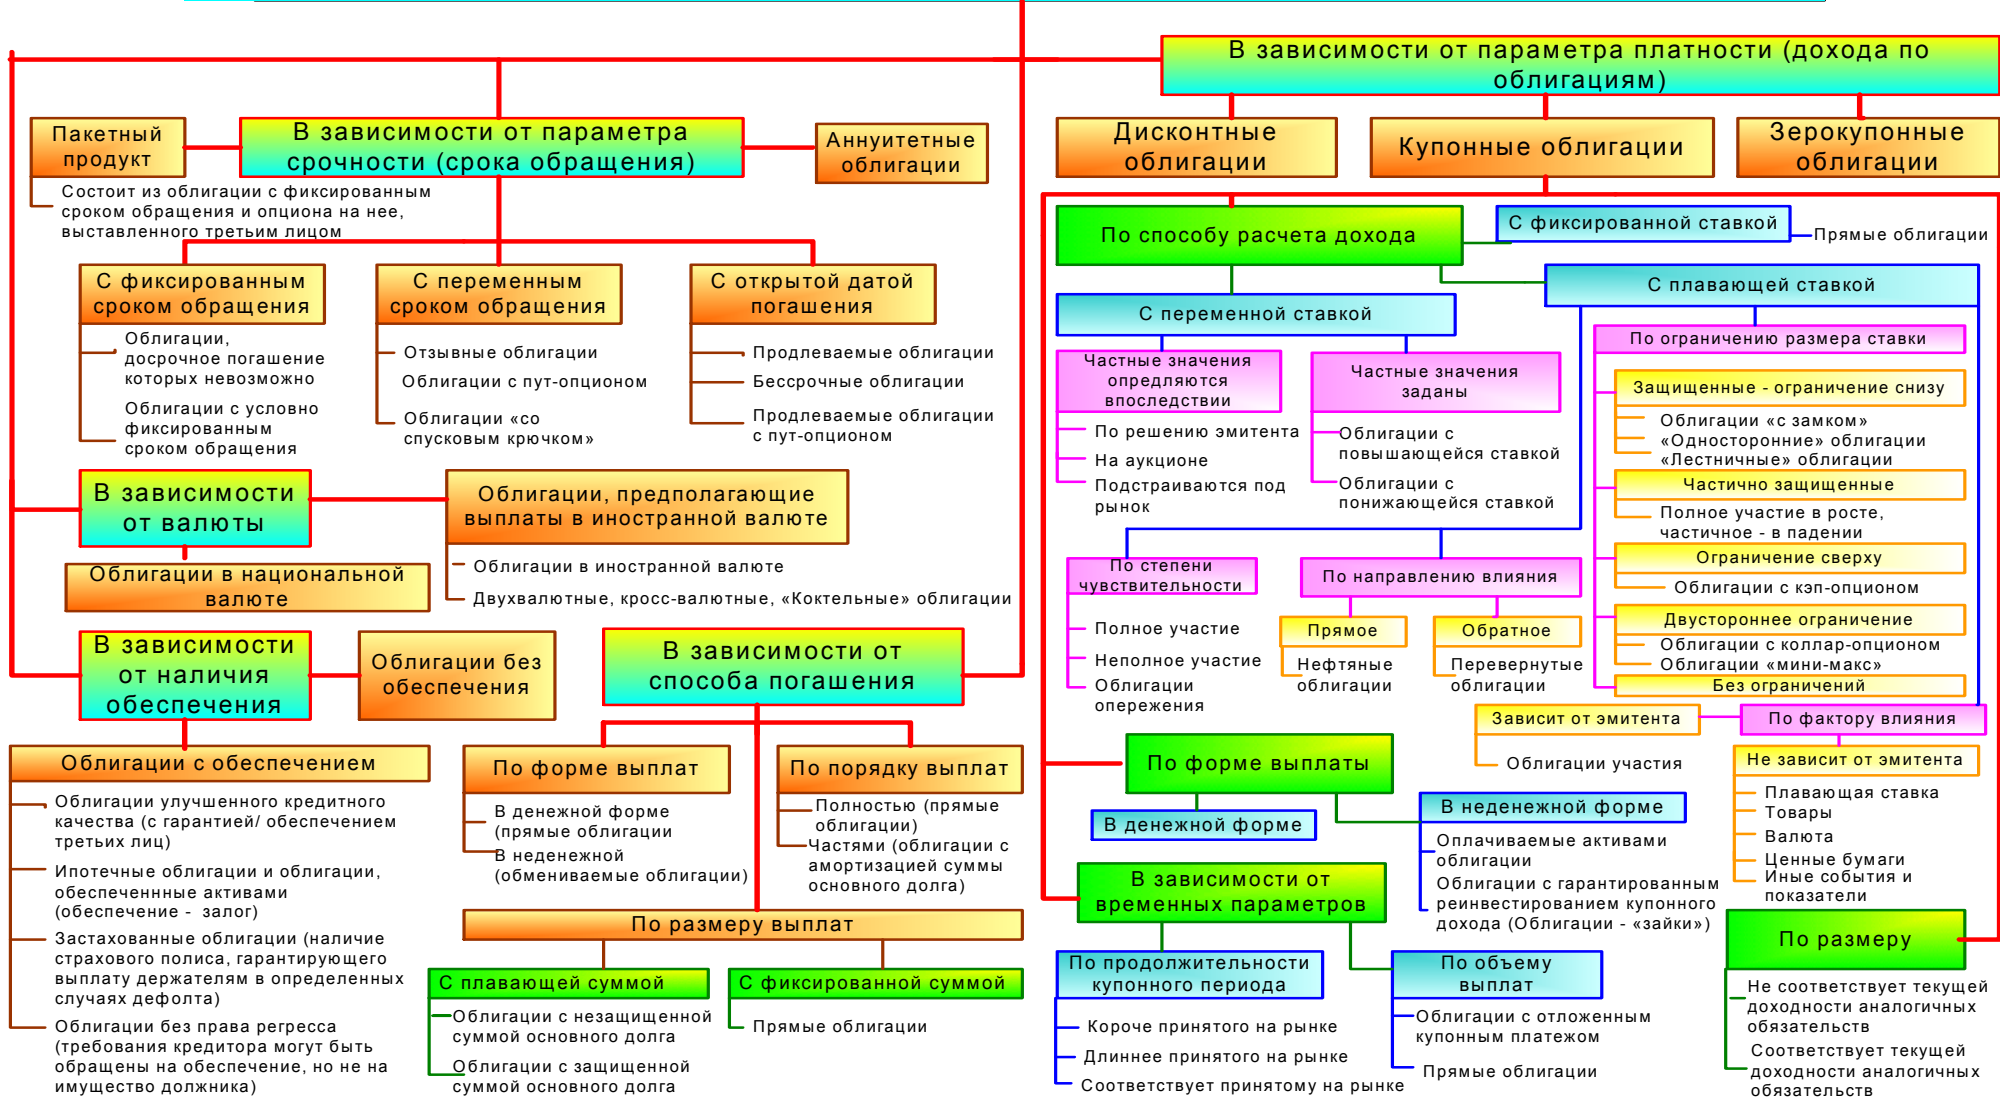 В зависимости от параметра платности (дохода по
облигациям)
Дисконтные
облигации
Купонные облигации
Зерокупонные
облигации
Пакетный
продукт
В зависимости от параметра
срочности (срока обращения)
Аннуитетные
облигации
Состоит из облигации с фиксированным
сроком обращения и опциона на нее,
выставленного третьим лицом
С фиксированным
сроком обращения
Облигации,
досрочное погашение
которых невозможно
Облигации с условно
фиксированным
сроком обращения
С переменным
сроком обращения
Отзывные облигации
Облигации с пут-опционом
Облигации «со
спусковым крючком»
С открытой датой
погашения
Продлеваемые облигации
Бессрочные облигации
Продлеваемые облигации
с пут-опционом
В зависимости
от валюты
Облигации, предполагающие
выплаты в иностранной валюте
Облигации в иностранной валюте
Двухвалютные, кросс-валютные, «Коктельные» облигации
Облигации в национальной
валюте
В зависимости
от наличия
обеспечения
Облигации без
обеспечения
Облигации с обеспечением
Облигации улучшенного кредитного
качества (с гарантией/ обеспечением
третьих лиц)
Ипотечные облигации и облигации,
обеспеченнные активами
(обеспечение - залог)
Застахованные облигации (наличие
страхового полиса, гарантирующего
выплату держателям в определенных
случаях дефолта)
Облигации без права регресса
(требования кредитора могут быть
обращены на обеспечение, но не на
имущество должника)
В зависимости от
способа погашения
По форме выплат
В денежной форме
(прямые облигации
В неденежной
(обмениваемые облигации)
По порядку выплат
Полностью (прямые
облигации)
Частями (облигации с
амортизацией суммы
основного долга)
По размеру выплат
С плавающей суммой
Облигации с незащищенной
суммой основного долга
Облигации с защищенной
суммой основного долга
С фиксированной суммой
Прямые облигации
По способу расчета дохода
С фиксированной ставкой
Прямые облигации
С плавающей ставкой
С переменной ставкой
Частные значения
опредляются
впоследствии
По решению эмитента
На аукционе
Подстраиваются под
рынок
Частные значения
заданы
Облигации с
повышающейся ставкой
Облигации с
понижающейся ставкой
По ограничению размера ставки
Защищенные - ограничение снизу
Облигации «с замком»
«Односторонние» облигации
«Лестничные» облигации
Частично защищенные
Полное участие в росте,
частичное - в падении
Ограничение сверху
Облигации с кэп-опционом
Двустороннее ограничение
Облигации с коллар-опционом
Облигации «мини-макс»
Без ограничений
По степени
чувствительности
Полное участие
Неполное участие
Облигации
опережения
По направлению влияния
Прямое
Нефтяные
облигации
Обратное
Перевернутые
облигации
Зависит от эмитента
Облигации участия
По фактору влияния
Не зависит от эмитента
Плавающая ставка
Товары
Валюта
Ценные бумаги
Иные события и
показатели
По форме выплаты
В денежной форме
В неденежной форме
Оплачиваемые активами
облигации
Облигации с гарантированным
реинвестированием купонного
дохода (Облигации - «зайки»)
В зависимости от
временных параметров
По продолжительности
купонного периода
Короче принятого на рынке
Длиннее принятого на рынке
Соответствует принятому на рынке
По объему
выплат
Облигации с отложенным
купонным платежом
Прямые облигации
По размеру
Не соответствует текущей
доходности аналогичных
обязательств
Соответствует текущей
доходности аналогичных
обязательств